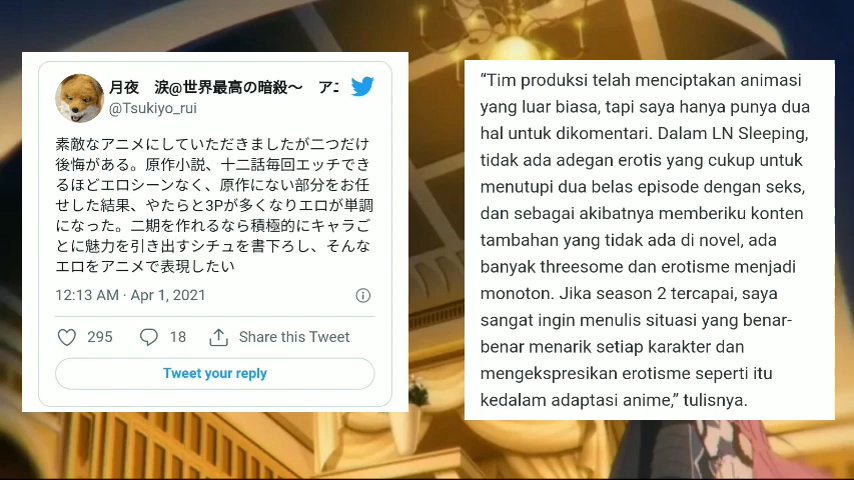 月夜　涙@世界最高の暗殺～　アニ
@Tsukiyo_rui
素敵なアニメにしていただきましたが二つだけ
後悔がある。原作小説、十二話毎回エッチでき
るほどエロシーンなく、原作にない部分をお任
せした結果、やたらと3Pが多くなりエロが単調
になった。二期を作れるなら積極的にキャラご
とに魅力を引き出すシチュを書下ろし、そんな
エロをアニメで表現したい
12:13 AM · Apr 1, 2021
295
18
Share this Tweet
Tweet your reply
“Tim produksi telah menciptakan animasi
yang luar biasa, tapi saya hanya punya dua
hal untuk dikomentari. Dalam LN Sleeping,
tidak ada adegan erotis yang cukup untuk
menutupi dua belas episode dengan seks,
dan sebagai akibatnya memberiku konten
tambahan yang tidak ada di novel, ada
banyak threesome dan erotisme menjadi
monoton. Jika season 2 tercapai, saya
sangat ingin menulis situasi yang benar-
benar menarik setiap karakter dan
mengekspresikan erotisme seperti itu
kedalam adaptasi anime,” tulisnya.